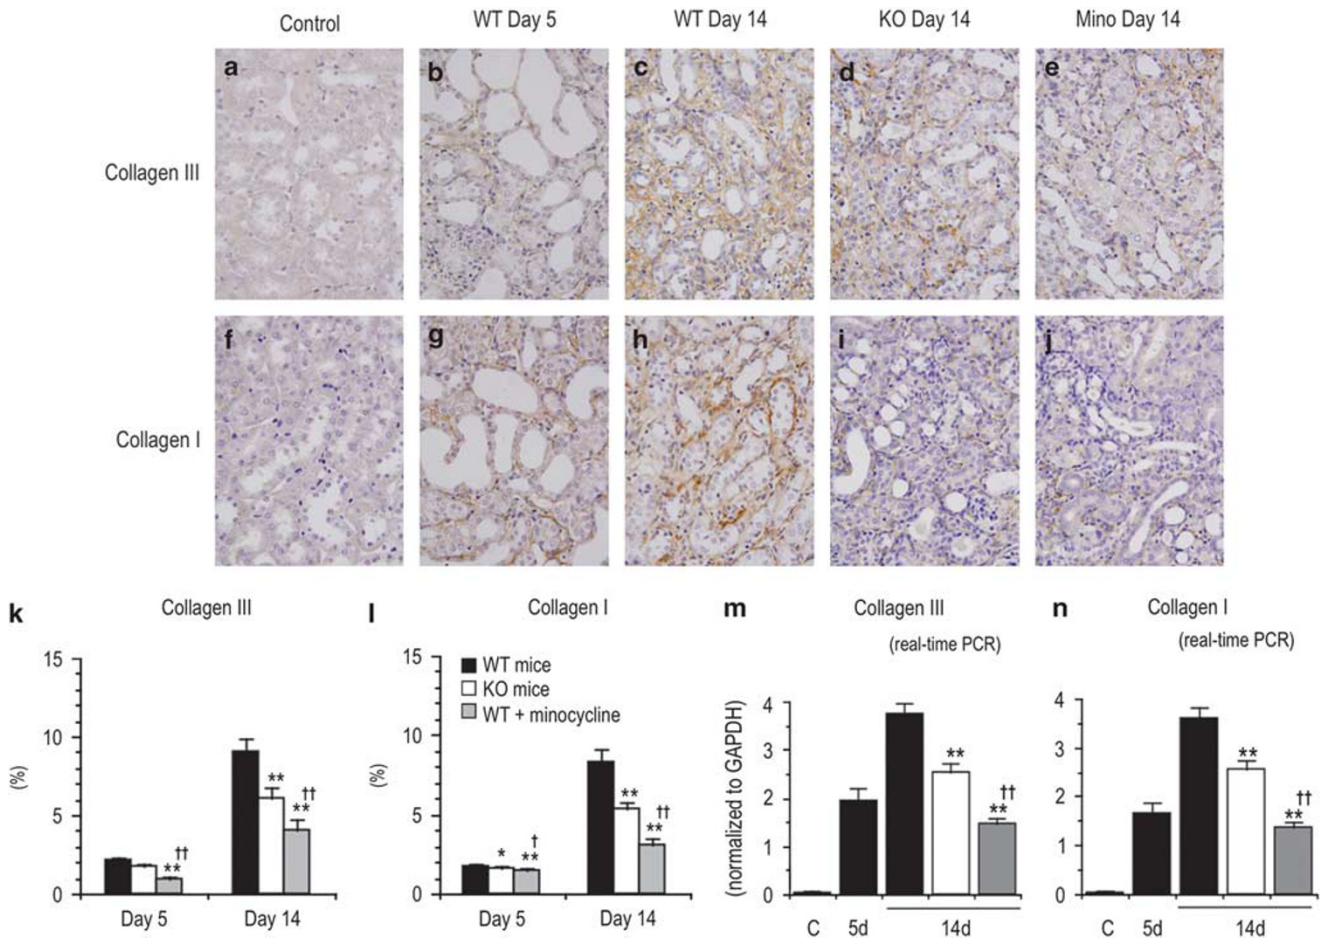 Control WT Day 5 WT Day 14 KO Day 14 Mino Day 14
a b c d e
Collagen III
f g h i j
Collagen I
k Collagen III l Collagen I m Collagen III n Collagen I
(real-time PCR) (real-time PCR)
WT mice
KO mice
WT + minocycline
(%)
15
10
5
0
** ††
**
†† **
Day 5 Day 14
(%)
15
10
5
0
* † **
**
†† **
Day 5 Day 14
(normalized to GAPDH)
4
3
2
1
0
**
††
**
C 5d 14d
4
3
2
1
0
**
††
**
C 5d 14d